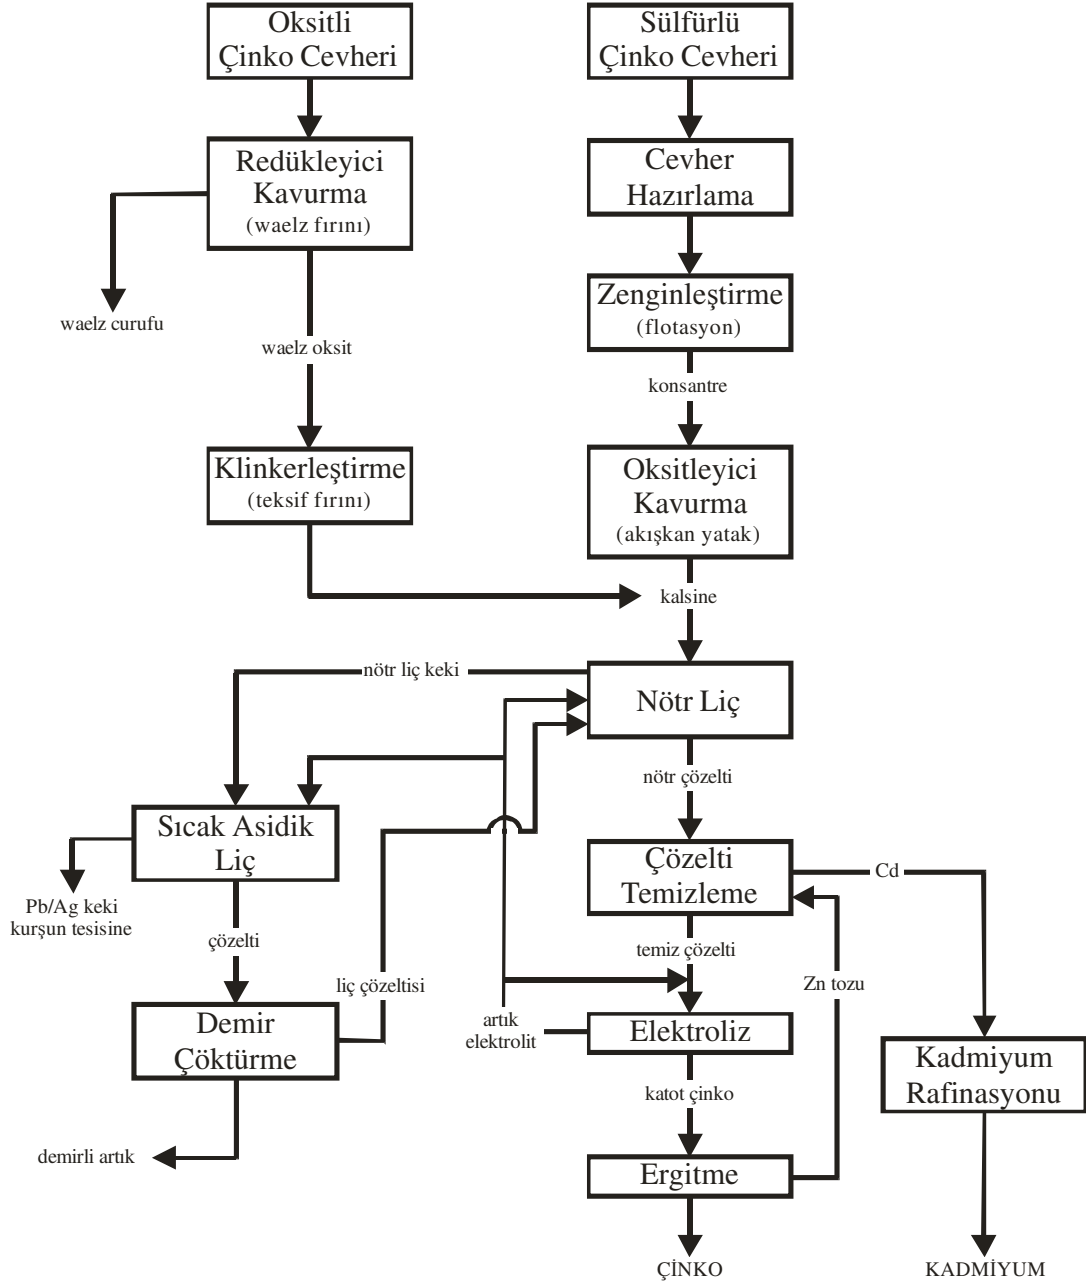 Oksitli
Çinko Cevheri
Sülfürlü
Çinko Cevheri
Redükleyici
Kavurma
(waelz fırını)
Cevher
Hazırlama
waelz curufu
Zenginleştirme
(flotasyon)
waelz oksit
konsantre
Klinkerleştirme
(teksif fırını)
Oksitleyici
Kavurma
(akışkan yatak)
kalsine
nötr liç keki
Nötr Liç
nötr çözelti
Sıcak Asidik
Liç
Çözelti
Temizleme
Cd
Pb/Ag keki
kurşun tesisine
çözelti
temiz çözelti
liç çözeltisi
Zn tozu
Demir
Çöktürme
artık
elektrolit
Elektroliz
Kadmiyum
Rafinasyonu
katot çinko
demirli artık
Ergitme
ÇİNKO
KADMİYUM